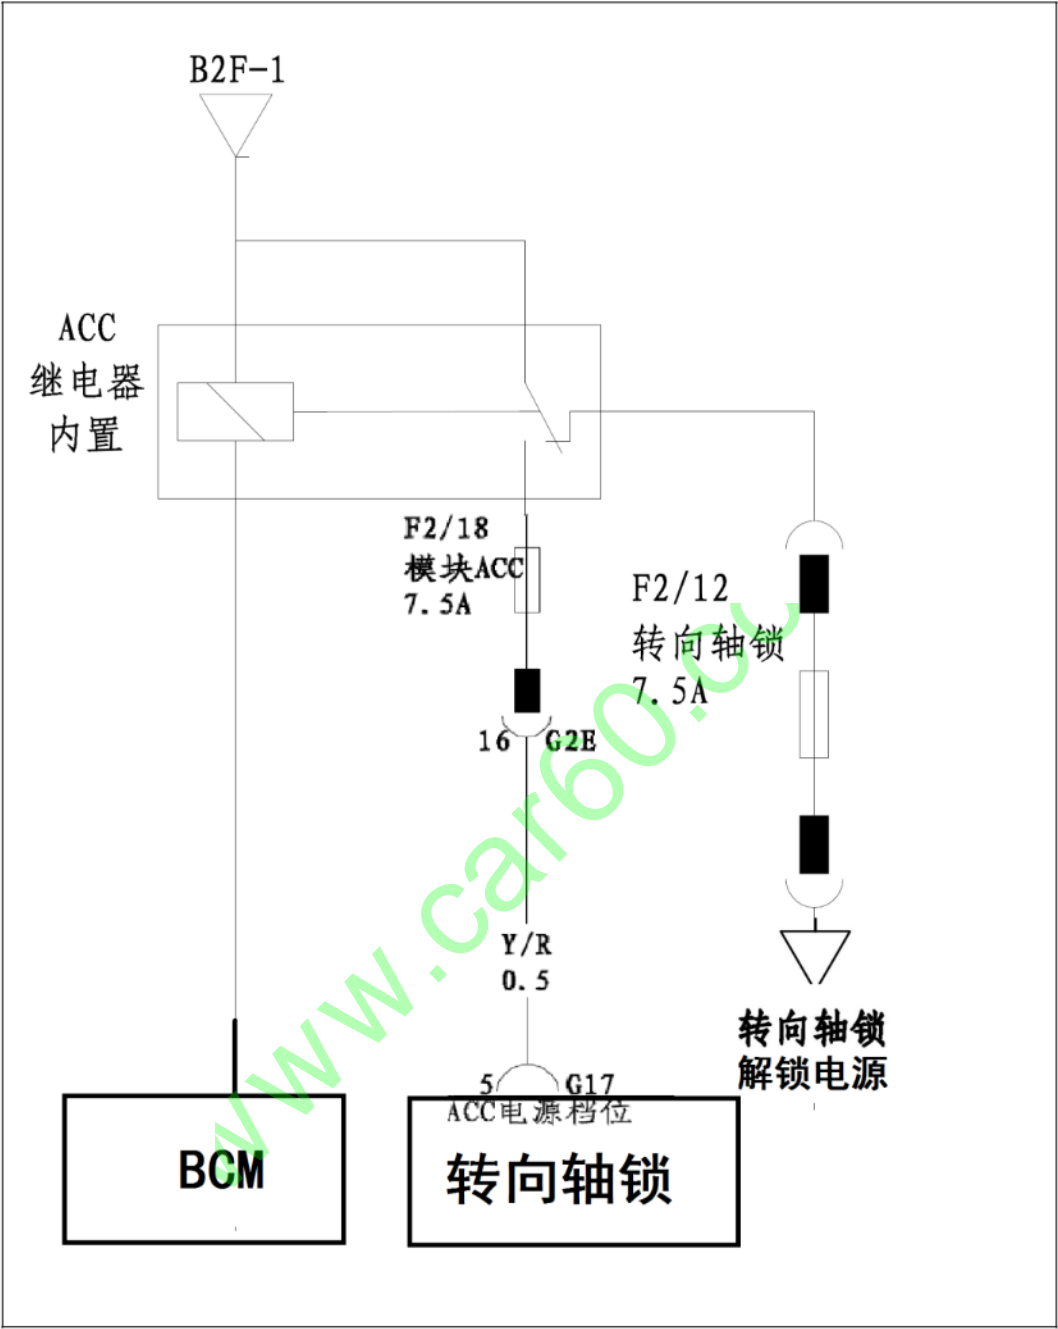 B2F-1
ACC
继电器
内置
F2/18
模块ACC
7.5A
F2/12
转向轴锁
7.5A
16 G2E
Y/R
0.5
转向轴锁
解锁电源
5 G17
ACC电源档位
BCM
转向轴锁
www.car60.co